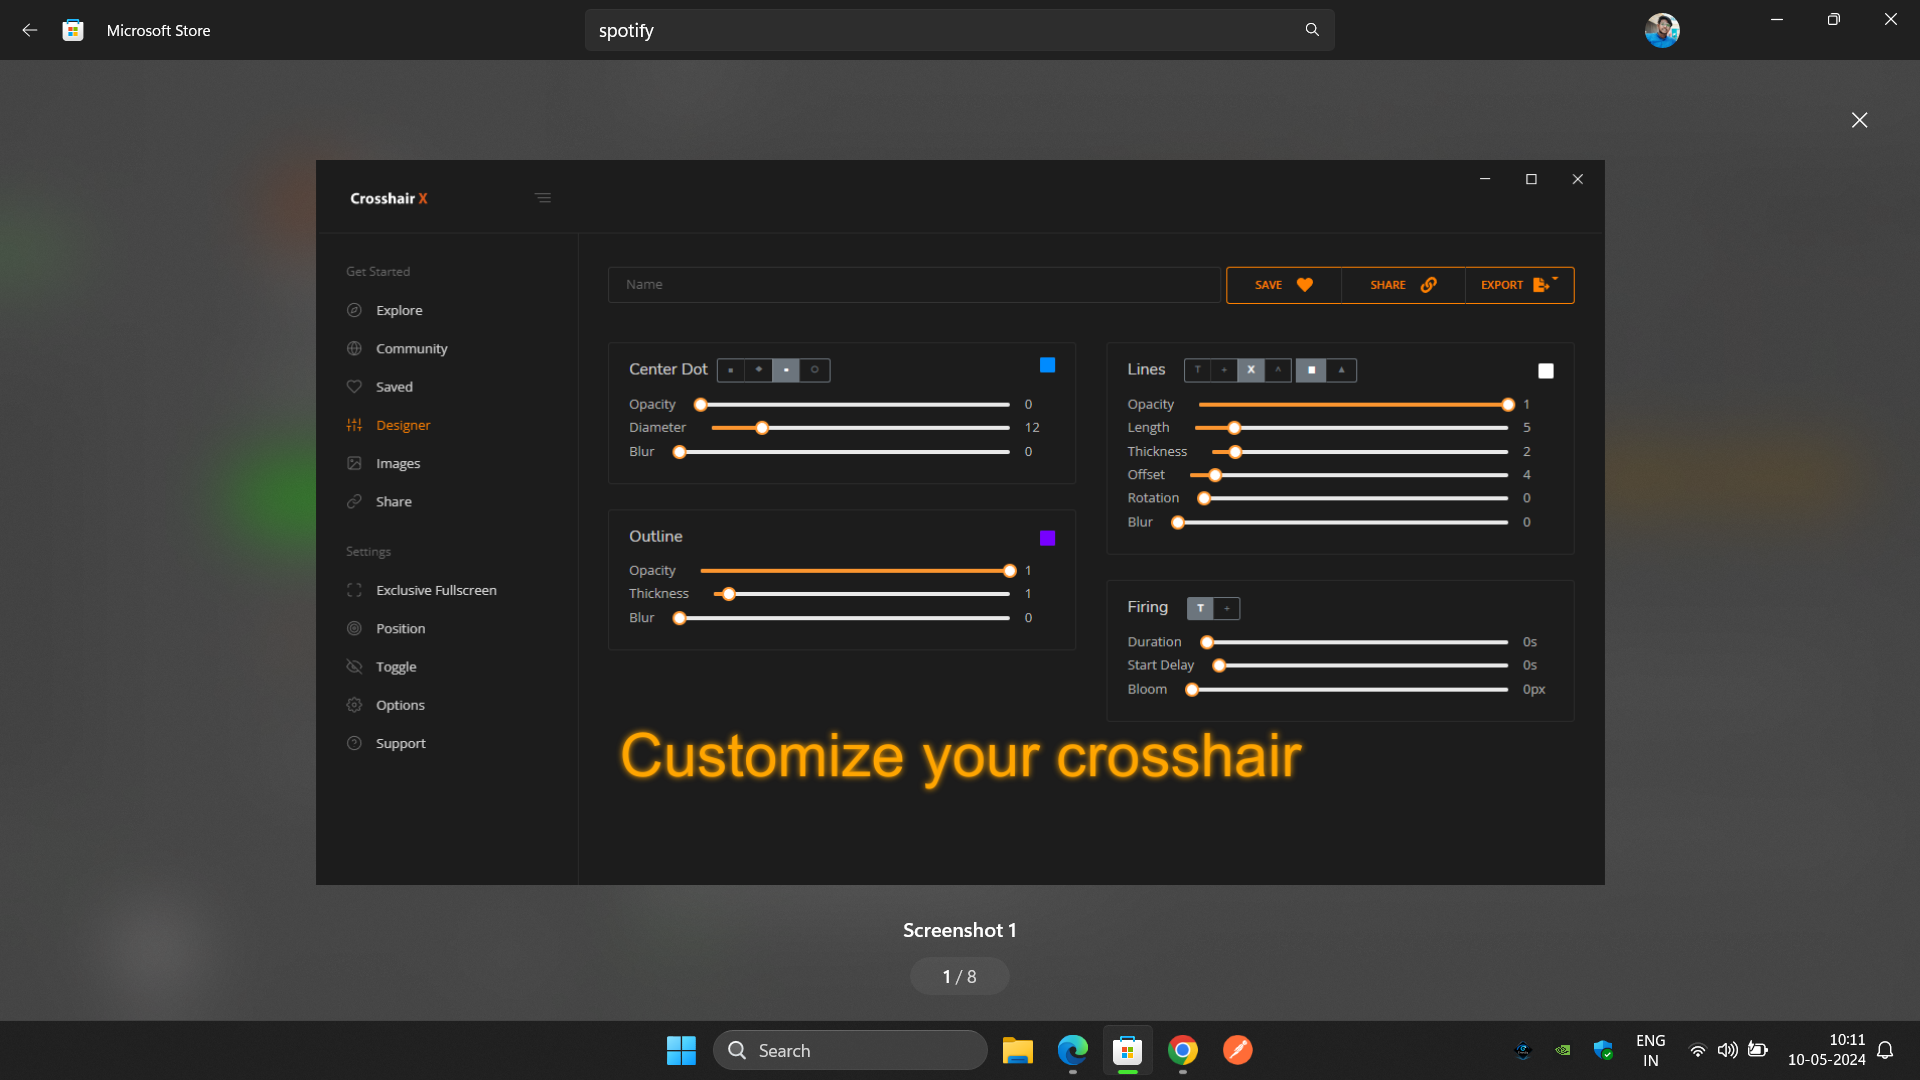 Microsoft Store
spotify
Crosshair X
Get Started
Explore
Community
Saved
Designer
Images
Share
Settings
Exclusive Fullscreen
Position
Toggle
Options
Support
Name
SAVE
SHARE
EXPORT
Center Dot
Opacity 0
Diameter 12
Blur 0
Outline
Opacity 1
Thickness 1
Blur 0
Lines T + X ^
Opacity 1
Length 5
Thickness 2
Offset 4
Rotation 0
Blur 0
Firing T +
Duration 0s
Start Delay 0s
Bloom 0px
Customize your crosshair
Screenshot 1
1 / 8
Search
ENG
IN
10:11
10-05-2024